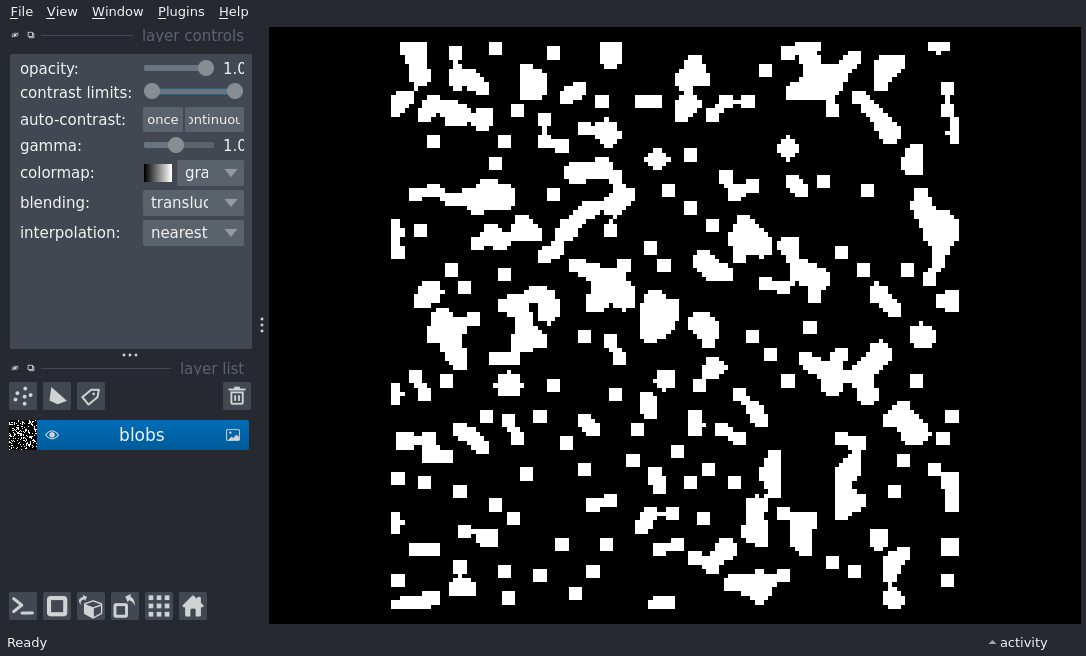 File View Window Plugins Help
layer controls
opacity: 1.0
contrast limits:
auto-contrast: once ontinuou
gamma: 1.0
colormap: gra
blending: transluc
interpolation: nearest
layer list
blobs
Ready
activity